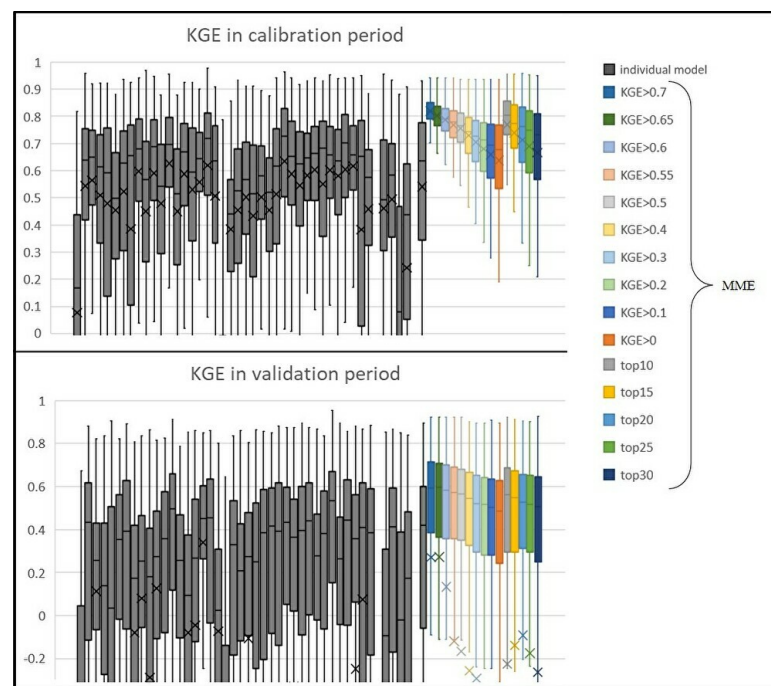 KGE in calibration period
1
0.9
0.8
0.7
0.6
0.5
0.4
0.3
0.2
0.1
0
KGE in validation period
1
0.8
0.6
0.4
0.2
0
-0.2
individual model
KGE>0.7
KGE>0.65
KGE>0.6
KGE>0.55
KGE>0.5
KGE>0.4
KGE>0.3
KGE>0.2
KGE>0.1
KGE>0
top10
top15
top20
top25
top30
MME